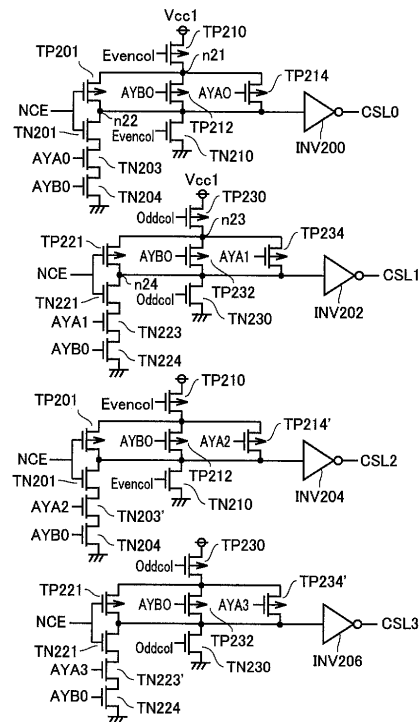 Vcc1
TP210
Evencol
TP201
n21
TP214
AYB0
AYA0
NCE
n22
CSL0
TN201
Evencol
TP212
INV200
AYA0
TN203
TN210
AYB0
TN204
Vcc1
TP230
Oddcol
n23
TP221
TP234
AYB0
AYA1
NCE
n24
CSL1
TN221
Oddcol
TP232
INV202
AYA1
TN223
TN230
AYB0
TN224
TP210
Evencol
TP201
TP214'
AYB0
AYA2
NCE
CSL2
TN201
TP212
Evencol
INV204
AYA2
TN203'
TN210
AYB0
TN204
TP230
Oddcol
TP221
TP234'
AYB0
AYA3
NCE
CSL3
TN221
Oddcol
TP232
INV206
AYA3
TN223'
TN230
AYB0
TN224